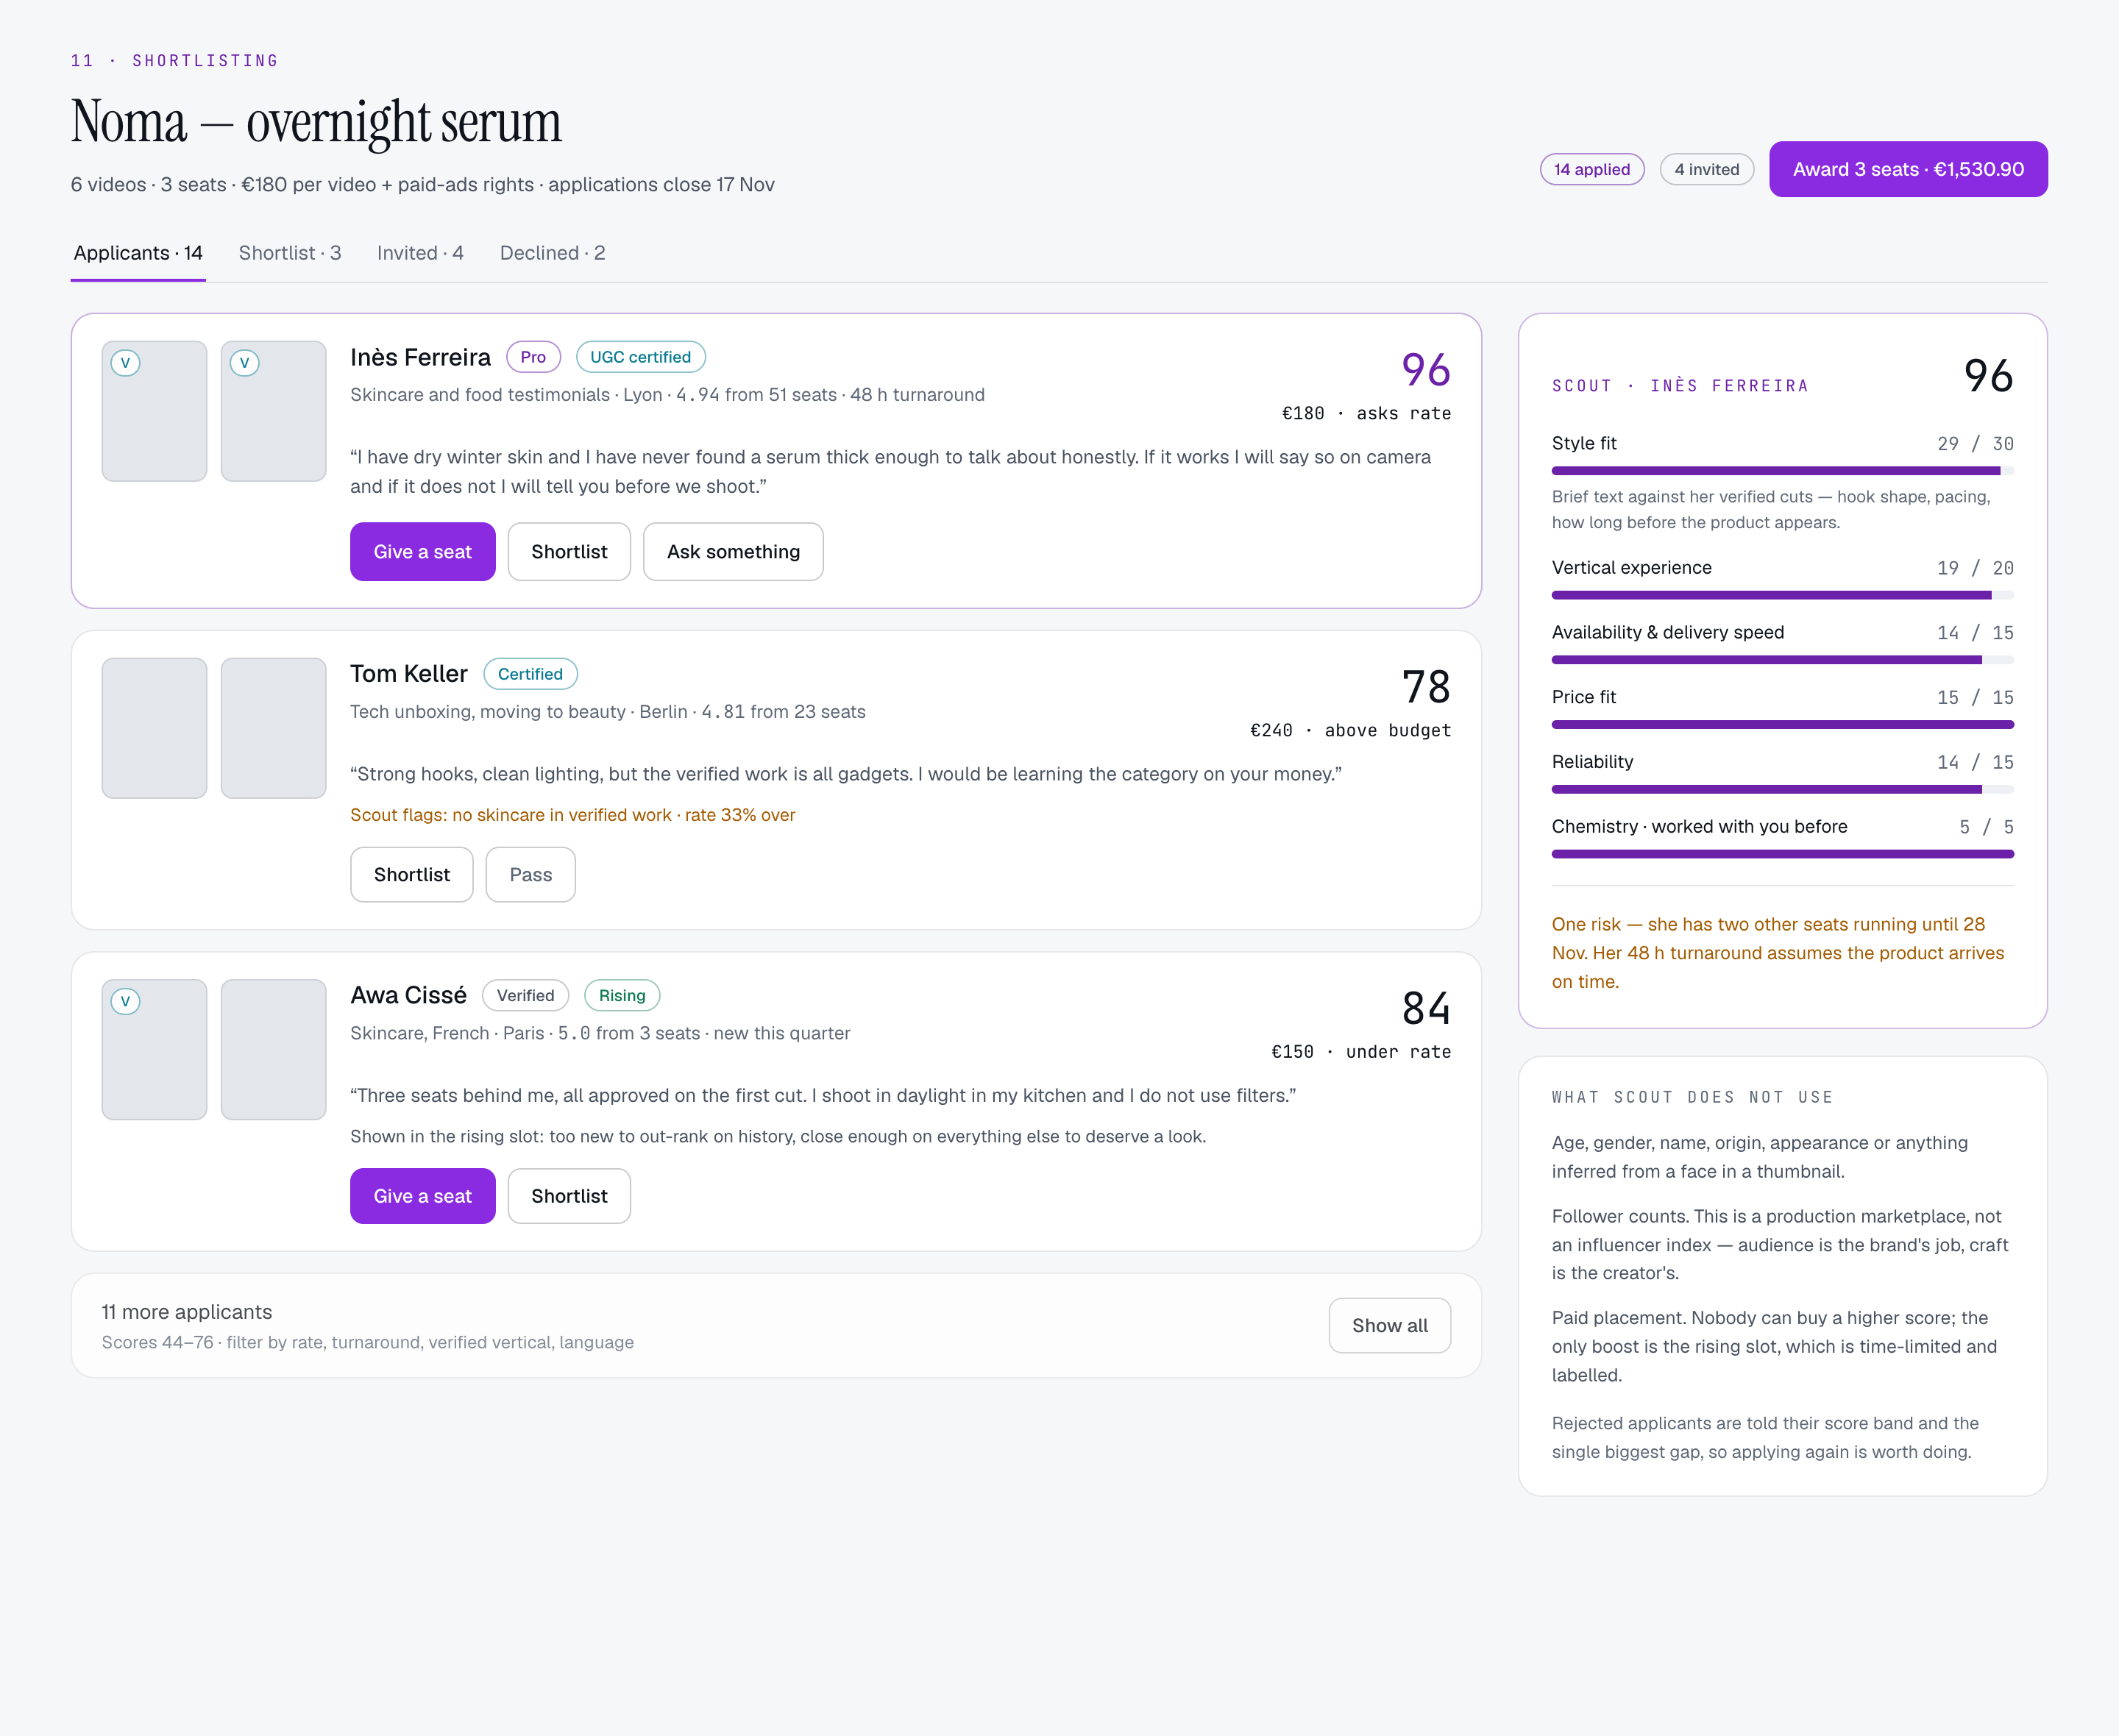 11 · SHORTLISTING
Noma — overnight serum
6 videos · 3 seats · €180 per video + paid-ads rights · applications close 17 Nov
14 applied
4 invited
Award 3 seats · €1,530.90
Applicants · 14
Shortlist · 3
Invited · 4
Declined · 2
V
V
Inès Ferreira
Pro
UGC certified
Skincare and food testimonials · Lyon · 4.94 from 51 seats · 48 h turnaround
96
€180 · asks rate
“I have dry winter skin and I have never found a serum thick enough to talk about honestly. If it works I will say so on camera
and if it does not I will tell you before we shoot.”
Give a seat
Shortlist
Ask something
Tom Keller
Certified
Tech unboxing, moving to beauty · Berlin · 4.81 from 23 seats
78
€240 · above budget
“Strong hooks, clean lighting, but the verified work is all gadgets. I would be learning the category on your money.”
Scout flags: no skincare in verified work · rate 33% over
Shortlist
Pass
V
Awa Cissé
Verified
Rising
Skincare, French · Paris · 5.0 from 3 seats · new this quarter
84
€150 · under rate
“Three seats behind me, all approved on the first cut. I shoot in daylight in my kitchen and I do not use filters.”
Shown in the rising slot: too new to out-rank on history, close enough on everything else to deserve a look.
Give a seat
Shortlist
11 more applicants
Scores 44–76 · filter by rate, turnaround, verified vertical, language
Show all
SCOUT · INÈS FERREIRA
96
Style fit
29 / 30
Brief text against her verified cuts — hook shape, pacing,
how long before the product appears.
Vertical experience
19 / 20
Availability & delivery speed
14 / 15
Price fit
15 / 15
Reliability
14 / 15
Chemistry · worked with you before
5 / 5
One risk — she has two other seats running until 28
Nov. Her 48 h turnaround assumes the product arrives
on time.
WHAT SCOUT DOES NOT USE
Age, gender, name, origin, appearance or anything
inferred from a face in a thumbnail.
Follower counts. This is a production marketplace, not
an influencer index — audience is the brand's job, craft
is the creator's.
Paid placement. Nobody can buy a higher score; the
only boost is the rising slot, which is time-limited and
labelled.
Rejected applicants are told their score band and the
single biggest gap, so applying again is worth doing.